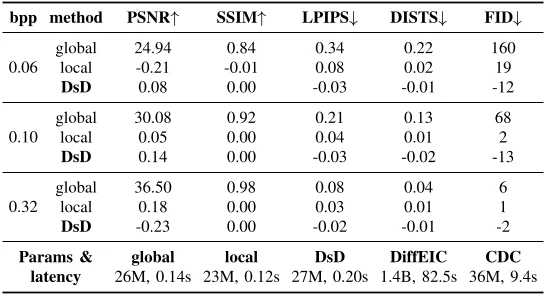 bpp method PSNR↑ SSIM↑ LPIPS↓ DISTS↓ FID↓
global 24.94 0.84 0.34 0.22 160
0.06 local -0.21 -0.01 0.08 0.02 19
DsD 0.08 0.00 -0.03 -0.01 -12
global 30.08 0.92 0.21 0.13 68
0.10 local 0.05 0.00 0.04 0.01 2
DsD 0.14 0.00 -0.03 -0.02 -13
global 36.50 0.98 0.08 0.04 6
0.32 local 0.18 0.00 0.03 0.01 1
DsD -0.23 0.00 -0.02 -0.01 -2
Params & global local DsD DiffEIC CDC
latency 26M, 0.14s 23M, 0.12s 27M, 0.20s 1.4B, 82.5s 36M, 9.4s